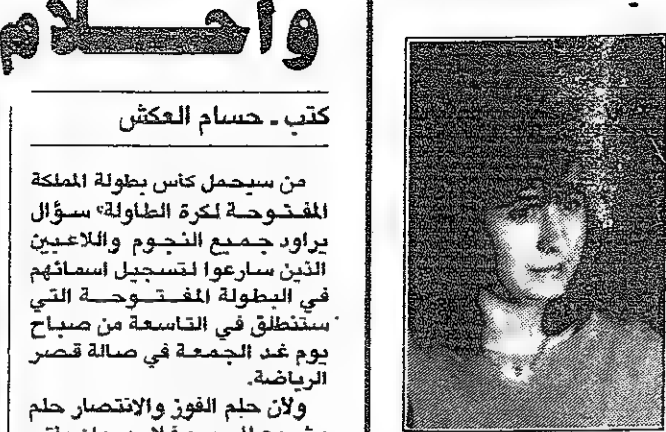 وأحلام
كتب ـ حسام العكش
من سيحمل كأس بطولة المملكة
المفتوحة لكرة الطاولة؟ سؤال
يراود جميع النجوم واللاعبين
الذين سارعوا لتسجيل اسمائهم
في البطولة المفتوحة التي
ستنطلق في التاسعة من صباح
يوم غد الجمعة في صالة قصر
الرياضة.
ولان حلم الفوز والانتصار حلم